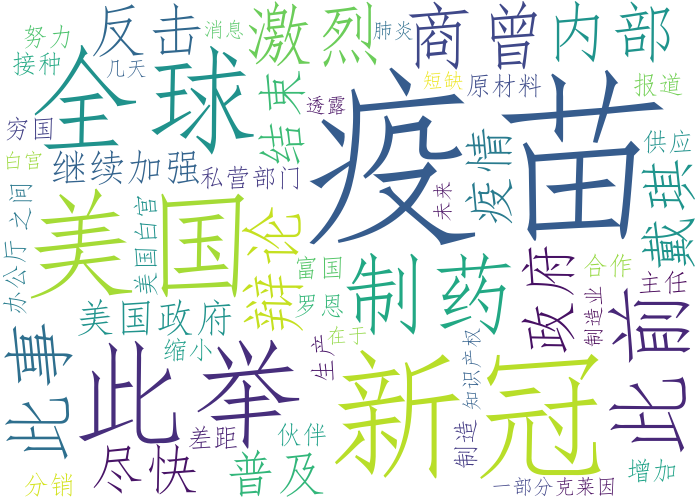 努力
反击
消息
激烈
肺炎
商曾
内部
接种
几天
全球
结束
透露
疫苗
短缺
原材料
报道
穷国
白宫
继续加强
私营部门
未来
疫情
供应
戴琪
之间
办公厅
美国
美国白宫
辩论
富国
罗恩
制药
政府
合作
主任
制造业
此前
美国政府
缩小
生产
在于
知识产权
此事
此举
新冠
差距
伙伴
制造
尽快
普及
分销
一部分
克莱因
增加